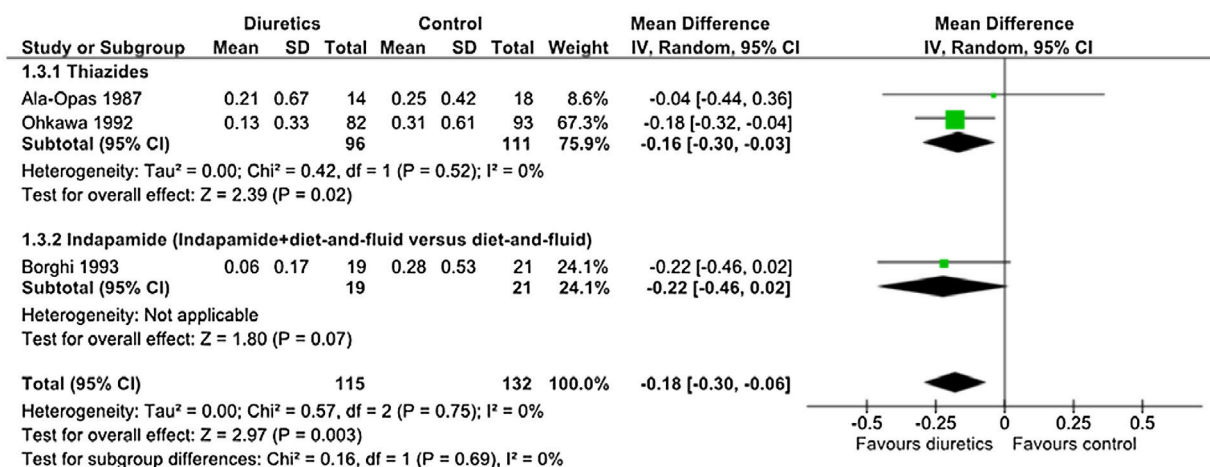 Diuretics Control Mean Difference Mean Difference
Study or Subgroup Mean SD Total Mean SD Total Weight IV, Random, 95% CI IV, Random, 95% CI
1.3.1 Thiazides
Ala-Opas 1987 0.21 0.67 14 0.25 0.42 18 8.6% -0.04 [-0.44, 0.36]
Ohkawa 1992 0.13 0.33 82 0.31 0.61 93 67.3% -0.18 [-0.32, -0.04]
Subtotal (95% CI) 96 111 75.9% -0.16 [-0.30, -0.03]
Heterogeneity: Tau² = 0.00; Chi² = 0.42, df = 1 (P = 0.52); I² = 0%
Test for overall effect: Z = 2.39 (P = 0.02)
1.3.2 Indapamide (Indapamide+diet-and-fluid versus diet-and-fluid)
Borghi 1993 0.06 0.17 19 0.28 0.53 21 24.1% -0.22 [-0.46, 0.02]
Subtotal (95% CI) 19 21 24.1% -0.22 [-0.46, 0.02]
Heterogeneity: Not applicable
Test for overall effect: Z = 1.80 (P = 0.07)
Total (95% CI) 115 132 100.0% -0.18 [-0.30, -0.06]
Heterogeneity: Tau² = 0.00; Chi² = 0.57, df = 2 (P = 0.75); I² = 0%
Test for overall effect: Z = 2.97 (P = 0.003)
Test for subgroup differences: Chi² = 0.16, df = 1 (P = 0.69), I² = 0%
-0.5 -0.25 0 0.25 0.5
Favours diuretics Favours control